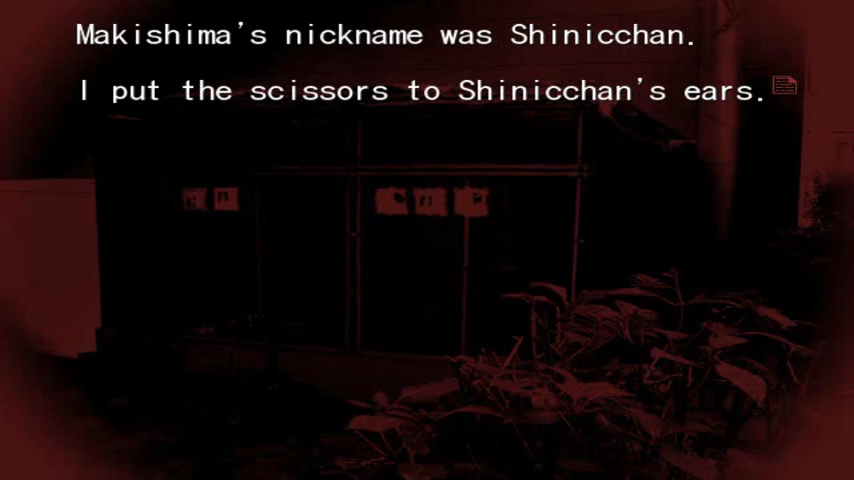 Makishima's nickname was Shinicchan.
I put the scissors to Shinicchan's ears.